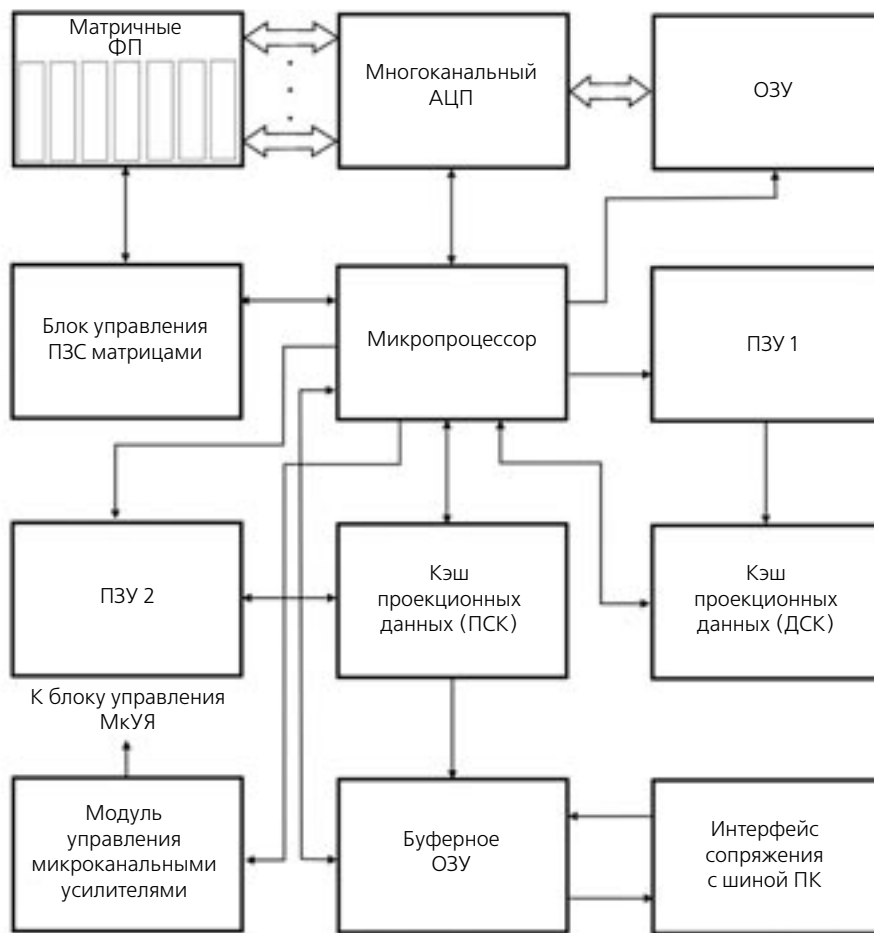 Матричные
ФП
Многоканальный
АЦП
ОЗУ
Блок управления
ПЗС матрицами
Микропроцессор
ПЗУ 1
ПЗУ 2
Кэш
проекционных
данных (ПСК)
Кэш
проекционных
данных (ДСК)
К блоку управления
МкУЯ
Модуль
управления
микроканальными
усилителями
Буферное
ОЗУ
Интерфейс
сопряжения
с шиной ПК